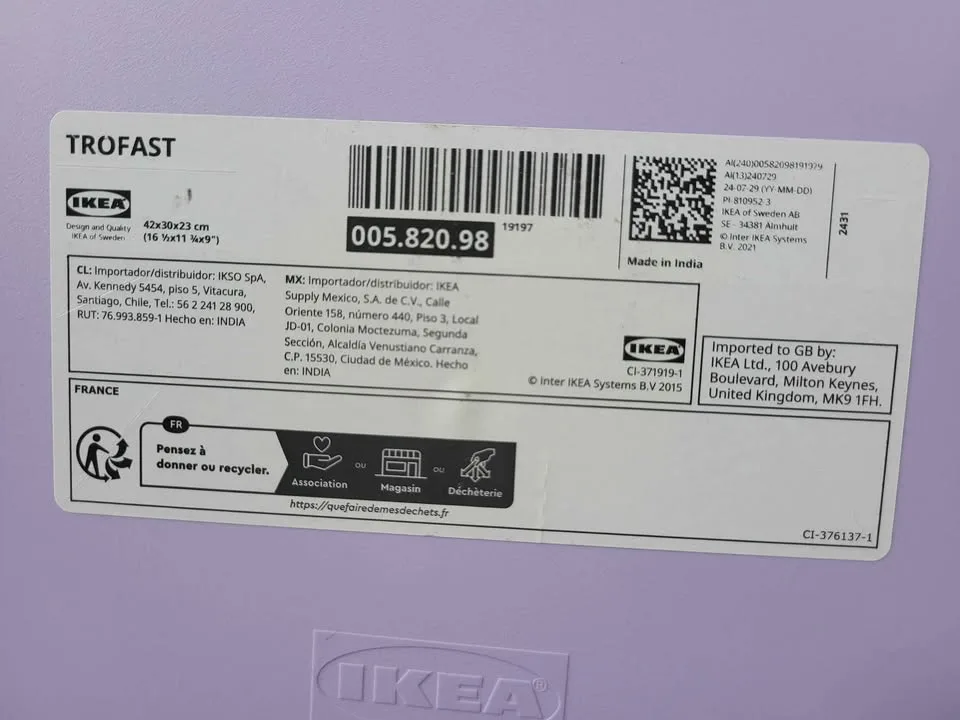 TROFAST
IKEA
Design and Quality
IKEA of Sweden
42x30x23 cm
(16 ½x11 ¾x9")
19197
005.820.98
AI(240)00582098191979
AI(13)240729
24-07-29 (YY-MM-DD)
PI-810952-3
IKEA of Sweden AB
SE - 34381 Älmhult
© Inter IKEA Systems
B.V. 2021
Made in India
2431
CL: Importador/distribuidor: IKSO SpA,
Av. Kennedy 5454, piso 5, Vitacura,
Santiago, Chile, Tel.: 56 2 241 28 900,
RUT: 76.993.859-1 Hecho en: INDIA
MX: Importador/distribuidor: IKEA
Supply Mexico, S.A. de C.V., Calle
Oriente 158, número 440, Piso 3, Local
JD-01, Colonia Moctezuma, Segunda
Sección, Alcaldía Venustiano Carranza,
C.P. 15530, Ciudad de México. Hecho
en: INDIA
IKEA
CI-371919-1
© Inter IKEA Systems B.V 2015
Imported to GB by:
IKEA Ltd., 100 Avebury
Boulevard, Milton Keynes,
United Kingdom, MK9 1FH.
FRANCE
FR
Pensez à
donner ou recycler.
Association
OU
Magasin
OU
Déchèterie
https://quefairedemesdechets.fr
CI-376137-1
IKEA®